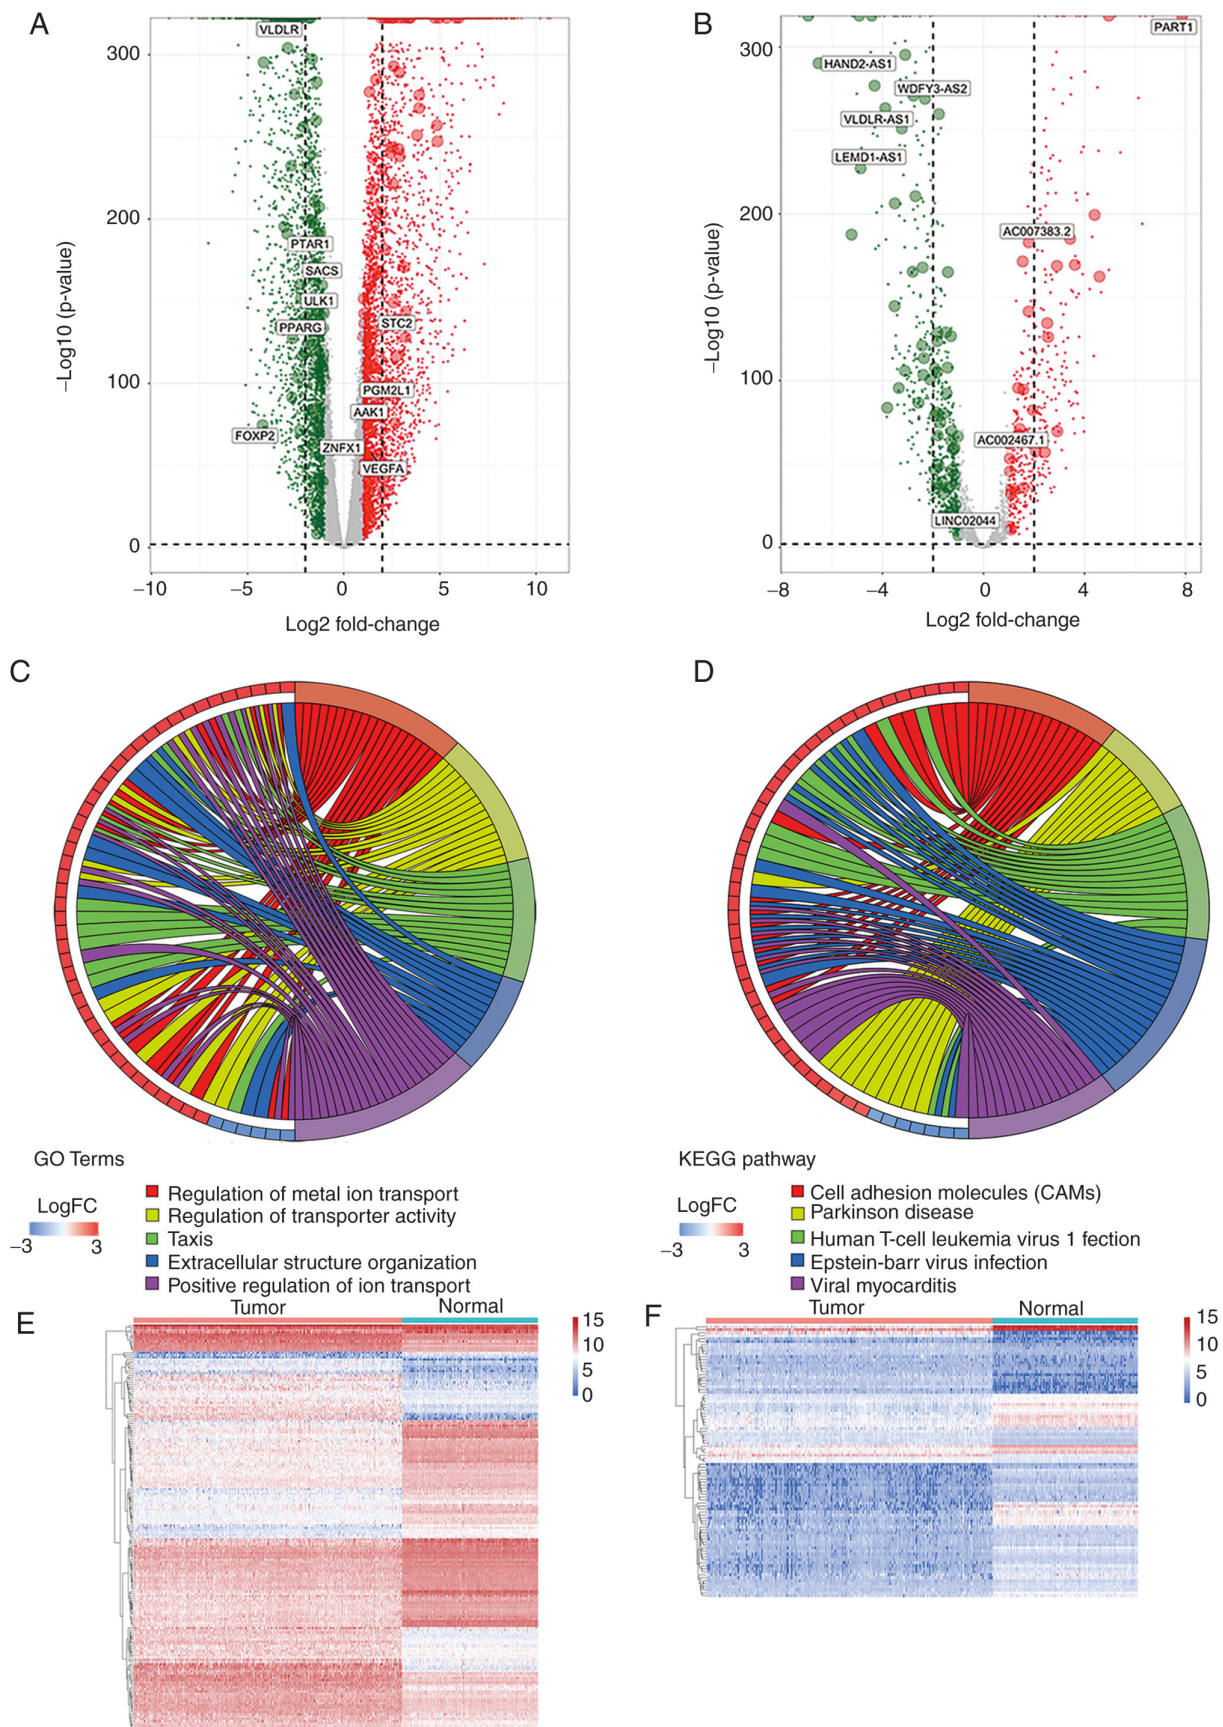 A
VLDLR
300
200
100
0
PTAR1
SACS
ULK1
PPARG
STC2
PGM2L1
AAK1
FOXP2
ZNFX1
VEGFA
−Log10 (p-value)
−10
−5
0
5
10
Log2 fold-change
B
PART1
300
200
100
0
HAND2-AS1
WDFY3-AS2
VLDLR-AS1
LEMD1-AS1
AC007383.2
AC002467.1
LINC02044
−Log10 (p-value)
−8
−4
0
4
8
Log2 fold-change
C
GO Terms
LogFC
−3
3
Regulation of metal ion transport
Regulation of transporter activity
Taxis
Extracellular structure organization
Positive regulation of ion transport
D
KEGG pathway
LogFC
−3
3
Cell adhesion molecules (CAMs)
Parkinson disease
Human T-cell leukemia virus 1 fection
Epstein-barr virus infection
Viral myocarditis
E
Tumor
Normal
15
10
5
0
F
Tumor
Normal
15
10
5
0